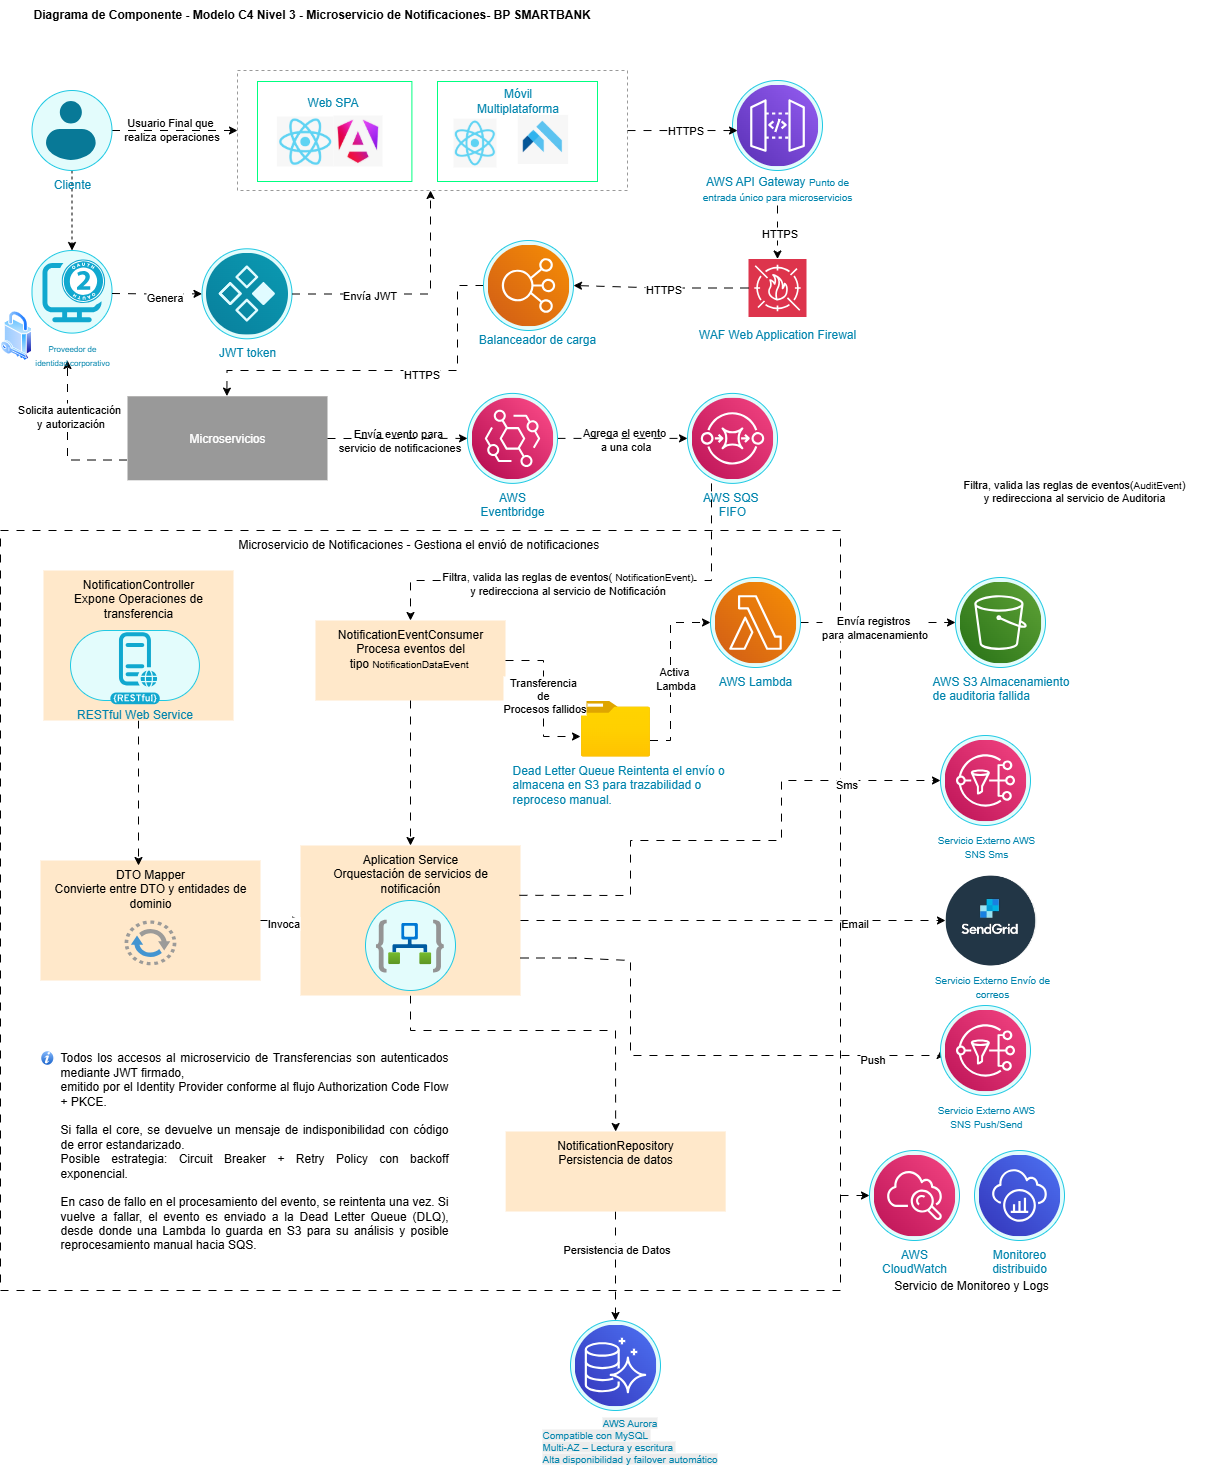 Diagrama de Componente - Modelo C4 Nivel 3 - Microservicio de Notificaciones- BP SMARTBANK
Web SPA
Móvil
Multiplataforma
Usuario Final que
realiza operaciones
HTTPS
Cliente
AWS API Gateway Punto de
entrada único para microservicios
HTTPS
OAUTH
2
Genera
Envía JWT
HTTPS
Proveedor de
identidad corporativo
JWT token
Balanceador de carga
WAF Web Application Firewal
HTTPS
Solicita autenticación
y autorización
Microservicios
Envía evento para
servicio de notificaciones
Agrega el evento
a una cola
AWS
Eventbridge
AWS SQS
FIFO
Filtra, valida las reglas de eventos(AuditEvent)
y redirecciona al servicio de Auditoria
Microservicio de Notificaciones - Gestiona el envió de notificaciones
NotificationController
Expone Operaciones de
transferencia
{RESTful}
RESTful Web Service
Filtra, valida las reglas de eventos( NotificationEvent)
y redirecciona al servicio de Notificación
NotificationEventConsumer
Procesa eventos del
tipo NotificationDataEvent
Transferencia
de
Procesos fallidos
Activa
Lambda
AWS Lambda
Envía registros
para almacenamiento
AWS S3 Almacenamiento
de auditoria fallida
Dead Letter Queue Reintenta el envío o
almacena en S3 para trazabilidad o
reproceso manual.
Sms
Servicio Externo AWS
SNS Sms
DTO Mapper
Convierte entre DTO y entidades de
dominio
Invoca
Aplication Service
Orquestación de servicios de
notificación
Email
SendGrid
Servicio Externo Envío de
correos
Push
Servicio Externo AWS
SNS Push/Send
Todos los accesos al microservicio de Transferencias son autenticados
mediante JWT firmado,
emitido por el Identity Provider conforme al flujo Authorization Code Flow
+ PKCE.
Si falla el core, se devuelve un mensaje de indisponibilidad con código
de error estandarizado.
Posible estrategia: Circuit Breaker + Retry Policy con backoff
exponencial.
En caso de fallo en el procesamiento del evento, se reintenta una vez. Si
vuelve a fallar, el evento es enviado a la Dead Letter Queue (DLQ),
desde donde una Lambda lo guarda en S3 para su análisis y posible
reprocesamiento manual hacia SQS.
NotificationRepository
Persistencia de datos
Persistencia de Datos
AWS
CloudWatch
Monitoreo
distribuido
Servicio de Monitoreo y Logs
AWS Aurora
Compatible con MySQL
Multi-AZ – Lectura y escritura
Alta disponibilidad y failover automático